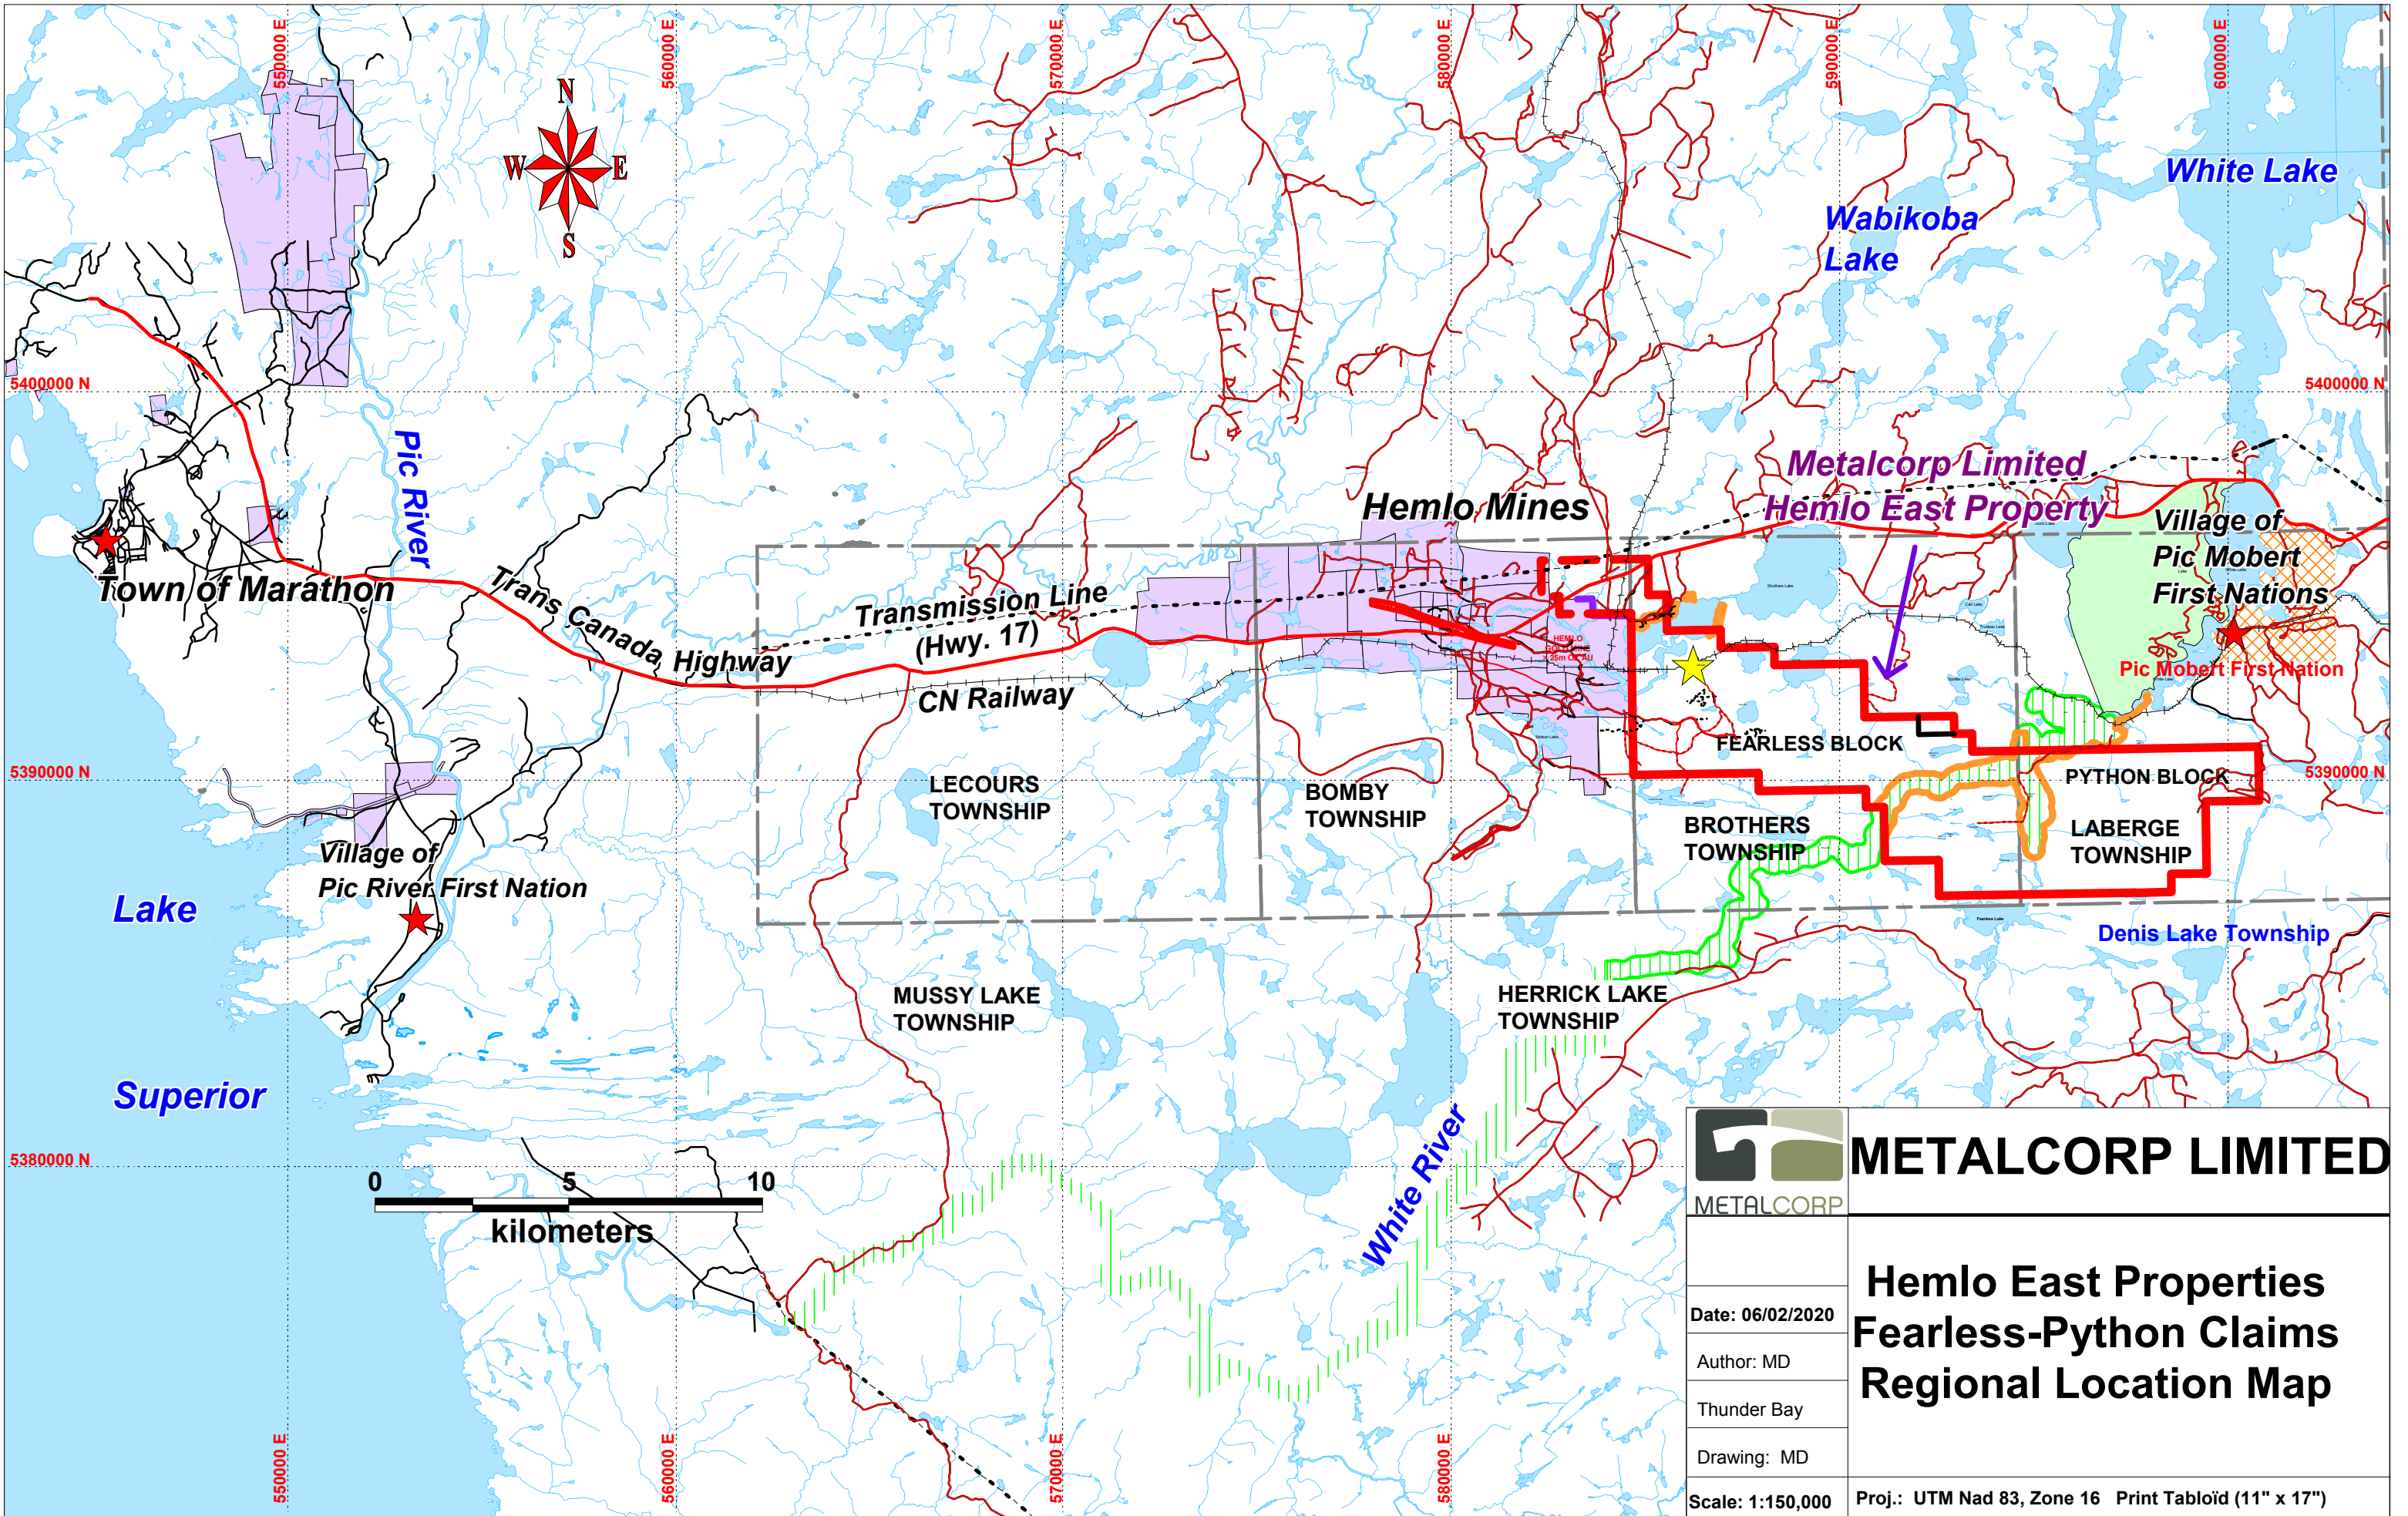 550000 E
560000 E
570000 E
580000 E
590000 E
600000 E
N
W
E
S
White Lake
Wabikoba
Lake
5400000 N
5400000 N
Pic River
Metalcorp Limited
Hemlo East Property
Hemlo Mines
Village of
Pic Mobert
First Nations
Town of Marathon
Trans Canada Highway
Transmission Line
(Hwy. 17)
CN Railway
HEMLO
GOLD MINE
Pic Mobert First Nation
FEARLESS BLOCK
PYTHON BLOCK
5390000 N
5390000 N
LECOURS
TOWNSHIP
BOMBY
TOWNSHIP
BROTHERS
TOWNSHIP
LABERGE
TOWNSHIP
Village of
Pic River First Nation
Lake
Fearless Lake
Denis Lake Township
MUSSY LAKE
TOWNSHIP
HERRICK LAKE
TOWNSHIP
Superior
White River
5380000 N
0 5 10
kilometers
550000 E
560000 E
570000 E
580000 E
METALCORP
METALCORP LIMITED
Hemlo East Properties
Fearless-Python Claims
Regional Location Map
Date: 06/02/2020
Author: MD
Thunder Bay
Drawing: MD
Scale: 1:150,000
Proj.: UTM Nad 83, Zone 16 Print Tabloïd (11" x 17")